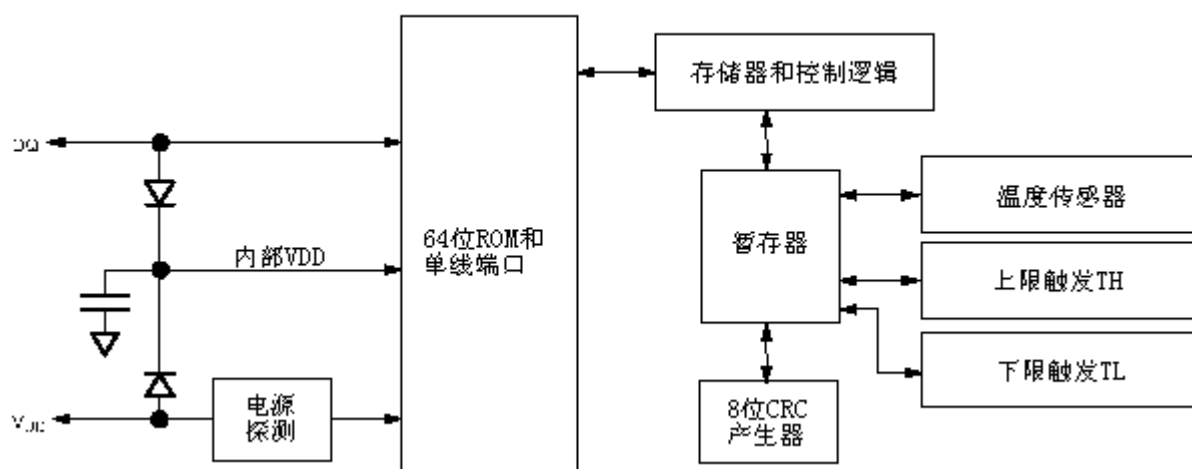 存储器和控制逻辑
DQ
温度传感器
64位ROM和
单线端口
暂存器
内部VDD
上限触发TH
下限触发TL
电源
探测
8位CRC
产生器
VDD